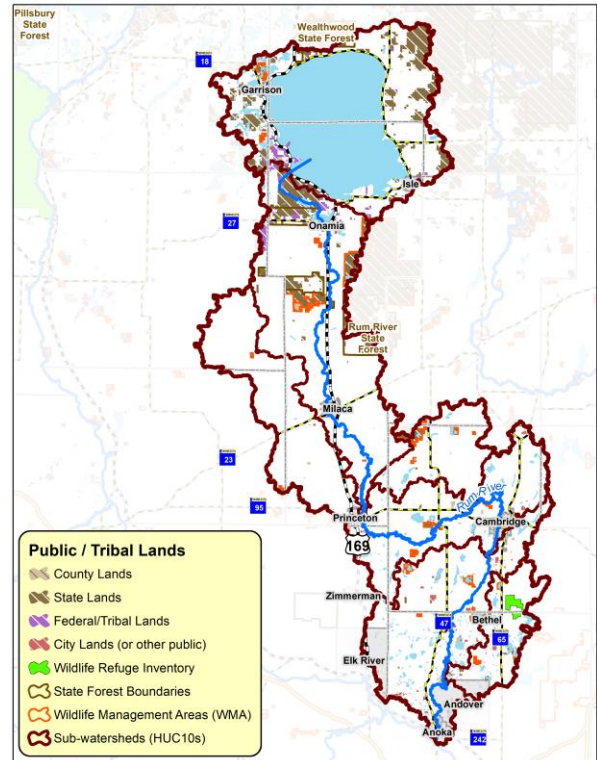 Pillsbury
State
Forest
Wealthwood
State Forest
18
Garrison
Isle
27
Onamia
Rum River
State
Forest
Milaca
23
95
Princeton
169
Rum River
Cambridge
Zimmerman
47
Bethel
65
Elk River
Andover
Anoka
242
Public / Tribal Lands
County Lands
State Lands
Federal/Tribal Lands
City Lands (or other public)
Wildlife Refuge Inventory
State Forest Boundaries
Wildlife Management Areas (WMA)
Sub-watersheds (HUC10s)